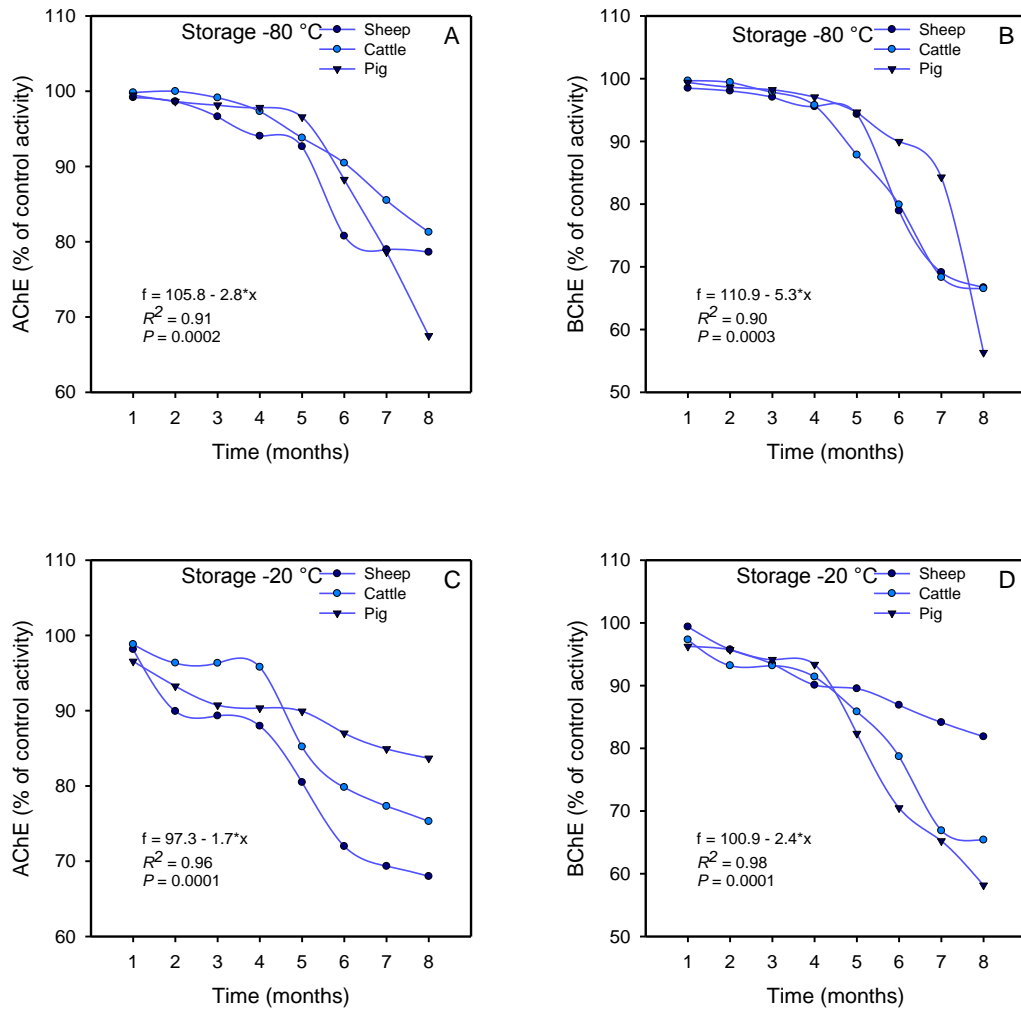 Storage -80 °C
A
Sheep
Cattle
Pig
110
100
90
80
70
60
AChE (% of control activity)
f = 105.8 - 2.8*x
R² = 0.91
P = 0.0002
1 2 3 4 5 6 7 8
Time (months)
Storage -80 °C
B
Sheep
Cattle
Pig
110
100
90
80
70
60
50
BChE (% of control activity)
f = 110.9 - 5.3*x
R² = 0.90
P = 0.0003
1 2 3 4 5 6 7 8
Time (months)
Storage -20 °C
C
Sheep
Cattle
Pig
110
100
90
80
70
60
AChE (% of control activity)
f = 97.3 - 1.7*x
R² = 0.96
P = 0.0001
1 2 3 4 5 6 7 8
Time (months)
Storage -20 °C
D
Sheep
Cattle
Pig
110
100
90
80
70
60
50
BChE (% of control activity)
f = 100.9 - 2.4*x
R² = 0.98
P = 0.0001
1 2 3 4 5 6 7 8
Time (months)